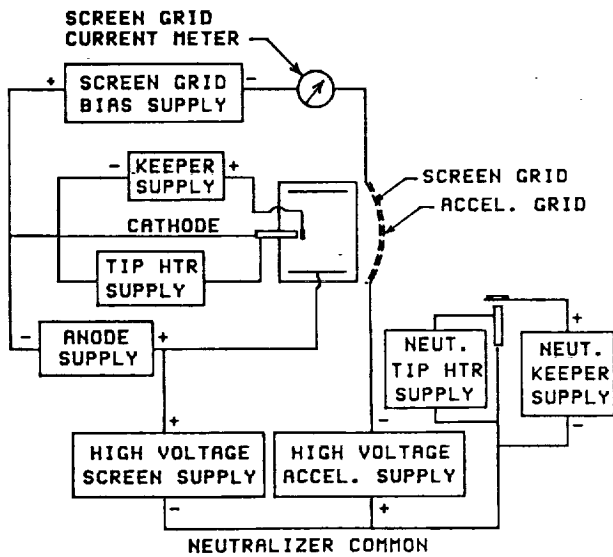 SCREEN GRID
CURRENT METER
+
SCREEN GRID
BIAS SUPPLY
-
-
KEEPER
SUPPLY
+
SCREEN GRID
ACCEL. GRID
CATHODE
TIP HTR
SUPPLY
-
ANODE
SUPPLY
+
NEUT.
TIP HTR
SUPPLY
+
NEUT.
KEEPER
SUPPLY
-
+
HIGH VOLTAGE
SCREEN SUPPLY
-
-
HIGH VOLTAGE
ACCEL. SUPPLY
+
NEUTRALIZER COMMON